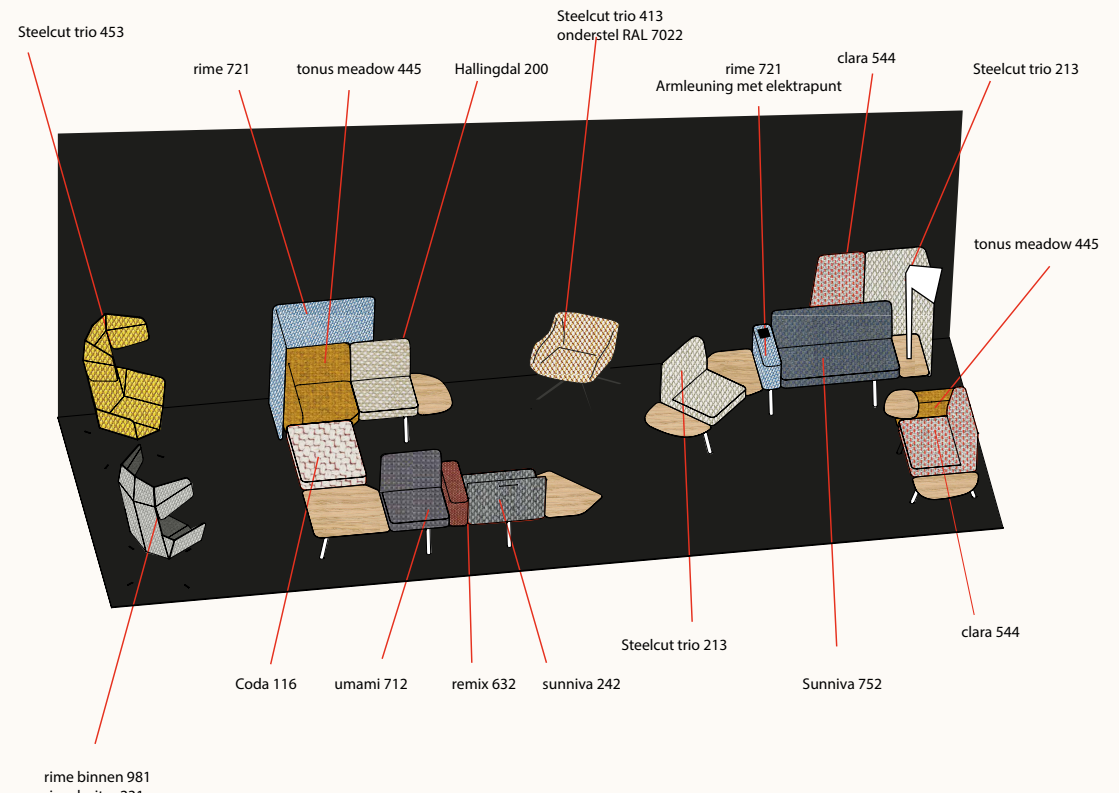 Steelcut trio 413
onderstel RAL 7022
Steelcut trio 453
rime 721
tonus meadow 445
Hallingdal 200
rime 721
Armleuning met elektrapunt
clara 544
Steelcut trio 213
tonus meadow 445
clara 544
Steelcut trio 213
Coda 116
umami 712
remix 632
sunniva 242
Sunniva 752
rime binnen 981